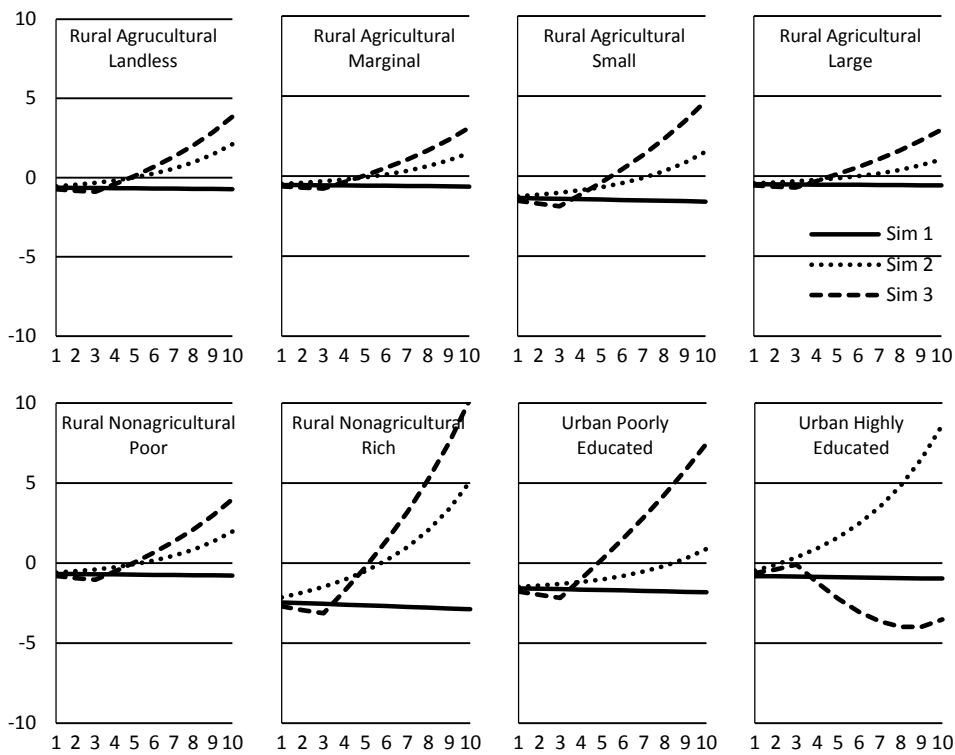 10
5
0
-5
-10
Rural Agrucultural
Landless
1 2 3 4 5 6 7 8 9 10
Rural Agricultural
Marginal
1 2 3 4 5 6 7 8 9 10
Rural Agricultural
Small
1 2 3 4 5 6 7 8 9 10
Rural Agricultural
Large
Sim 1
Sim 2
Sim 3
1 2 3 4 5 6 7 8 9 10
10
5
0
-5
-10
Rural Nonagricultural
Poor
1 2 3 4 5 6 7 8 9 10
Rural Nonagricultural
Rich
1 2 3 4 5 6 7 8 9 10
Urban Poorly
Educated
1 2 3 4 5 6 7 8 9 10
Urban Highly
Educated
1 2 3 4 5 6 7 8 9 10